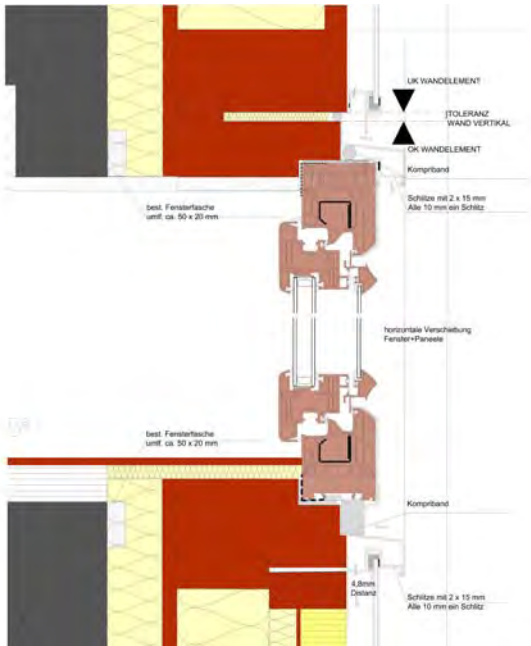 UK WANDELEMENT
TOLERANZ
WAND VERTIKAL
OK WANDELEMENT
Kompriband
Schlitze mit 2 x 15 mm
Alle 10 mm ein Schlitz
best. Fensterfasche
umlf. ca. 50 x 20 mm
horizontale Verschiebung
Fenster+Paneele
best. Fensterfasche
umlf. ca. 50 x 20 mm
Kompriband
4,8mm
Distanz
Schlitze mit 2 x 15 mm
Alle 10 mm ein Schlitz